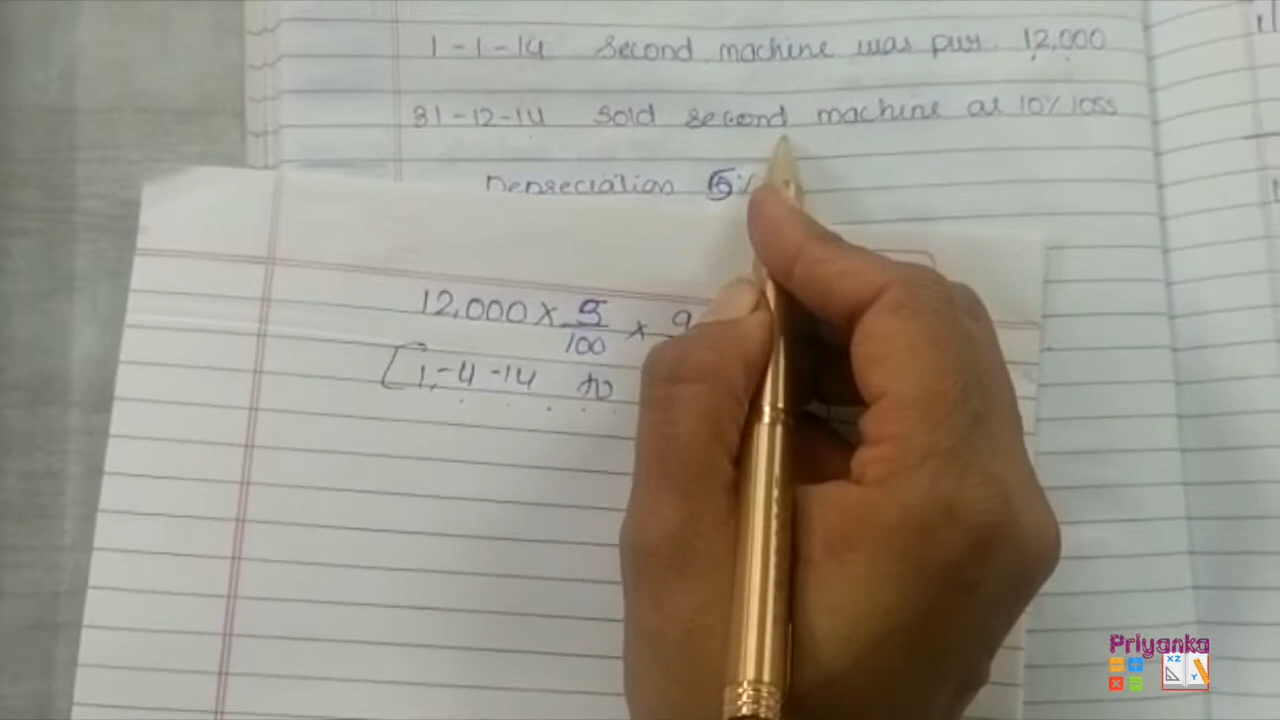 1-1-14 Second machine was pur. 12,000
31-12-14 Sold second machine at 10% loss
Depreciation 5%
12,000 × 5/100 × 9
[1-4-14 to
Priyanka
XZ
Y